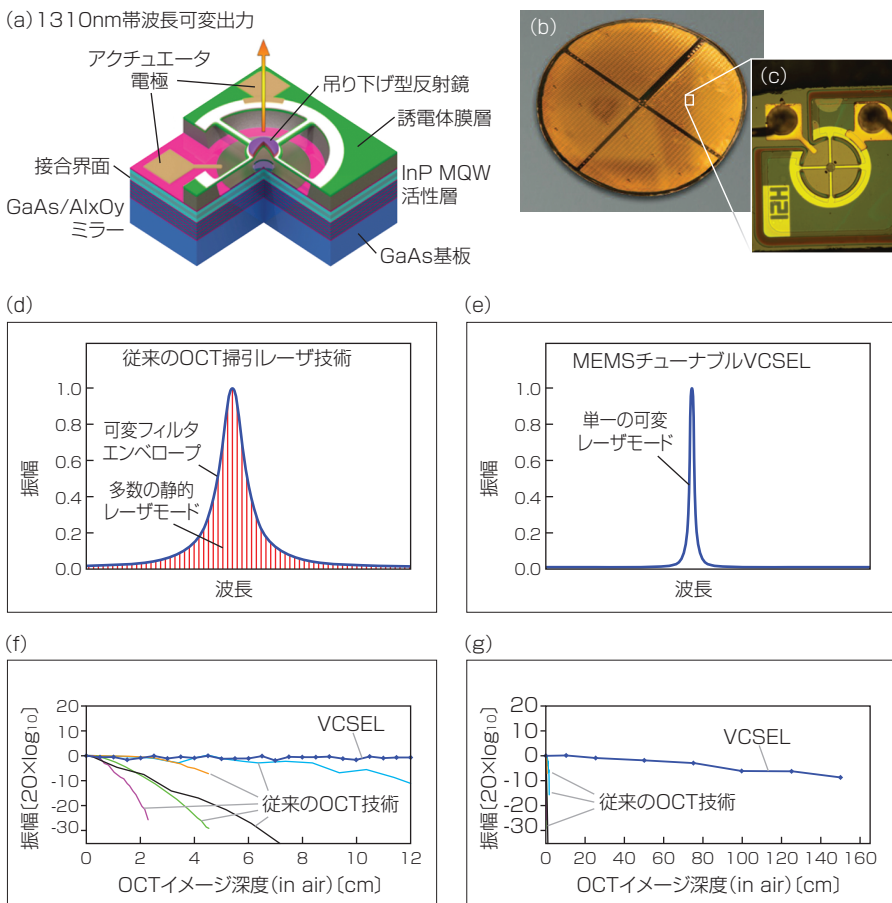 (a)1310nm帯波長可変出力
アクチュエータ
電極
吊り下げ型反射鏡
誘電体膜層
接合界面
InP MQW
活性層
GaAs/AlxOy
ミラー
GaAs基板
(b)
(c)
H21
(d)
従来のOCT掃引レーザ技術
1.0
0.8
0.6
0.4
0.2
0.0
振幅
可変フィルタ
エンベロープ
多数の静的
レーザモード
波長
(e)
MEMSチューナブルVCSEL
1.0
0.8
0.6
0.4
0.2
0.0
振幅
単一の可変
レーザモード
波長
(f)
20
10
0
-10
-20
-30
振幅〔20×log10〕
VCSEL
従来のOCT技術
0 2 4 6 8 10 12
OCTイメージ深度(in air)〔cm〕
(g)
20
10
0
-10
-20
-30
振幅〔20×log10〕
VCSEL
従来のOCT技術
0 20 40 60 80 100 120 140 160
OCTイメージ深度(in air)〔cm〕